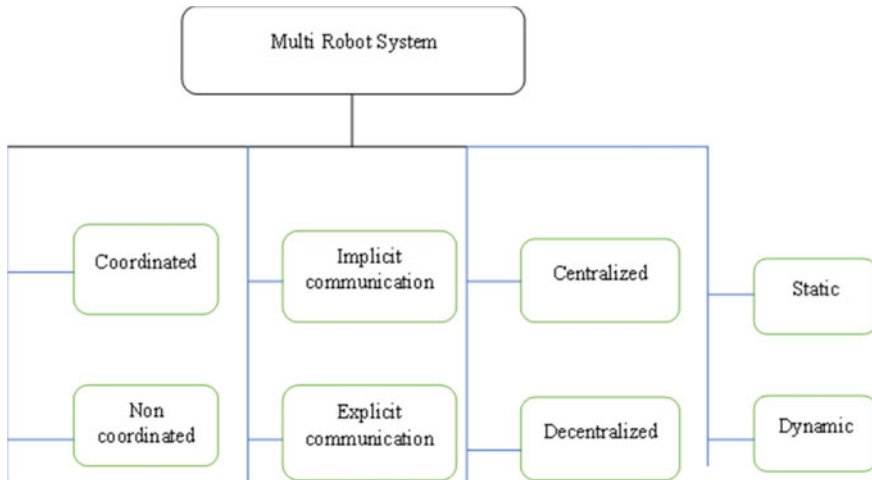 Multi Robot System
Coordinated
Implicit
communication
Centralized
Static
Non
coordinated
Explicit
communication
Decentralized
Dynamic